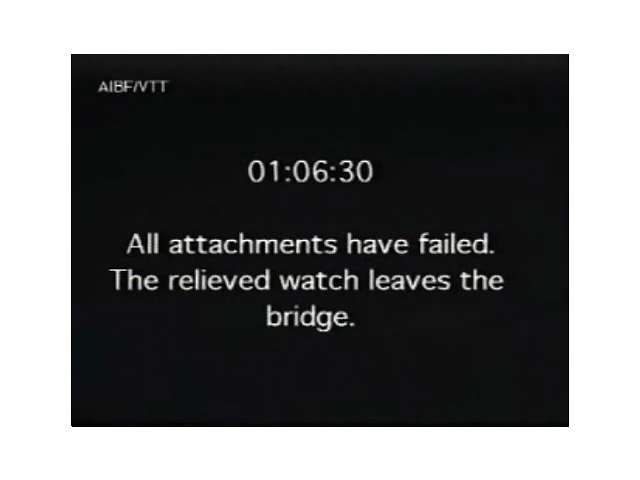 AIBF/VTT
01:06:30
All attachments have failed.
The relieved watch leaves the
bridge.